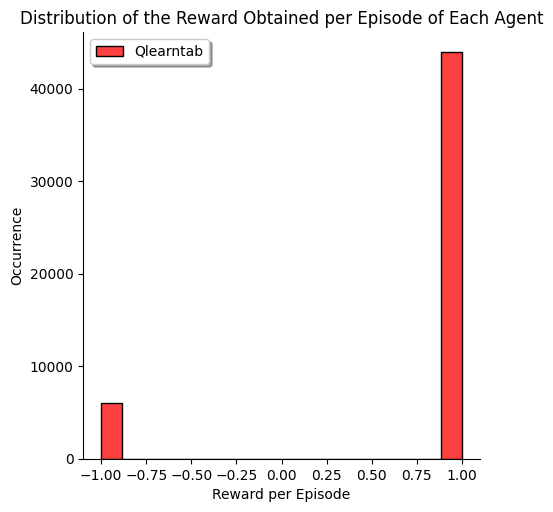 Distribution of the Reward Obtained per Episode of Each Agent
Qlearntab
40000
30000
20000
10000
0
Occurrence
−1.00 −0.75 −0.50 −0.25 0.00 0.25 0.50 0.75 1.00
Reward per Episode